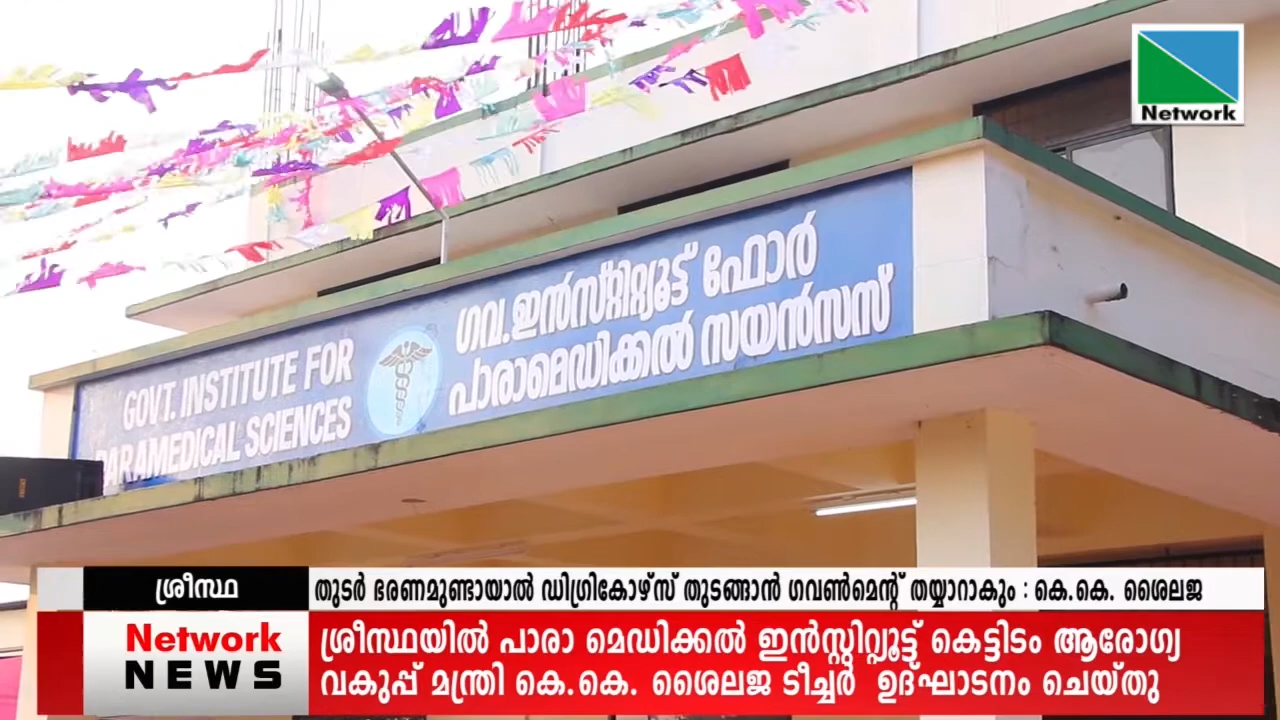 Network
GOVT. INSTITUTE FOR
PARAMEDICAL SCIENCES
ഗവ.ഇൻസ്റ്റിറ്റ്യൂട്ട് ഫോർ
പാരാമെഡിക്കൽ സയൻസസ്
ശ്രീസ്ഥ
തുടർ ഭരണമുണ്ടായാൽ ഡിഗ്രികോഴ്സ് തുടങ്ങാൻ ഗവൺമെന്റ് തയ്യാറാകും : കെ.കെ. ശൈലജ
Network
NEWS
ശ്രീസ്ഥയിൽ പാരാ മെഡിക്കൽ ഇൻസ്റ്റിറ്റ്യൂട്ട് കെട്ടിടം ആരോഗ്യ
വകുപ്പ് മന്ത്രി കെ.കെ. ശൈലജ ടീച്ചർ ഉദ്ഘാടനം ചെയ്തു